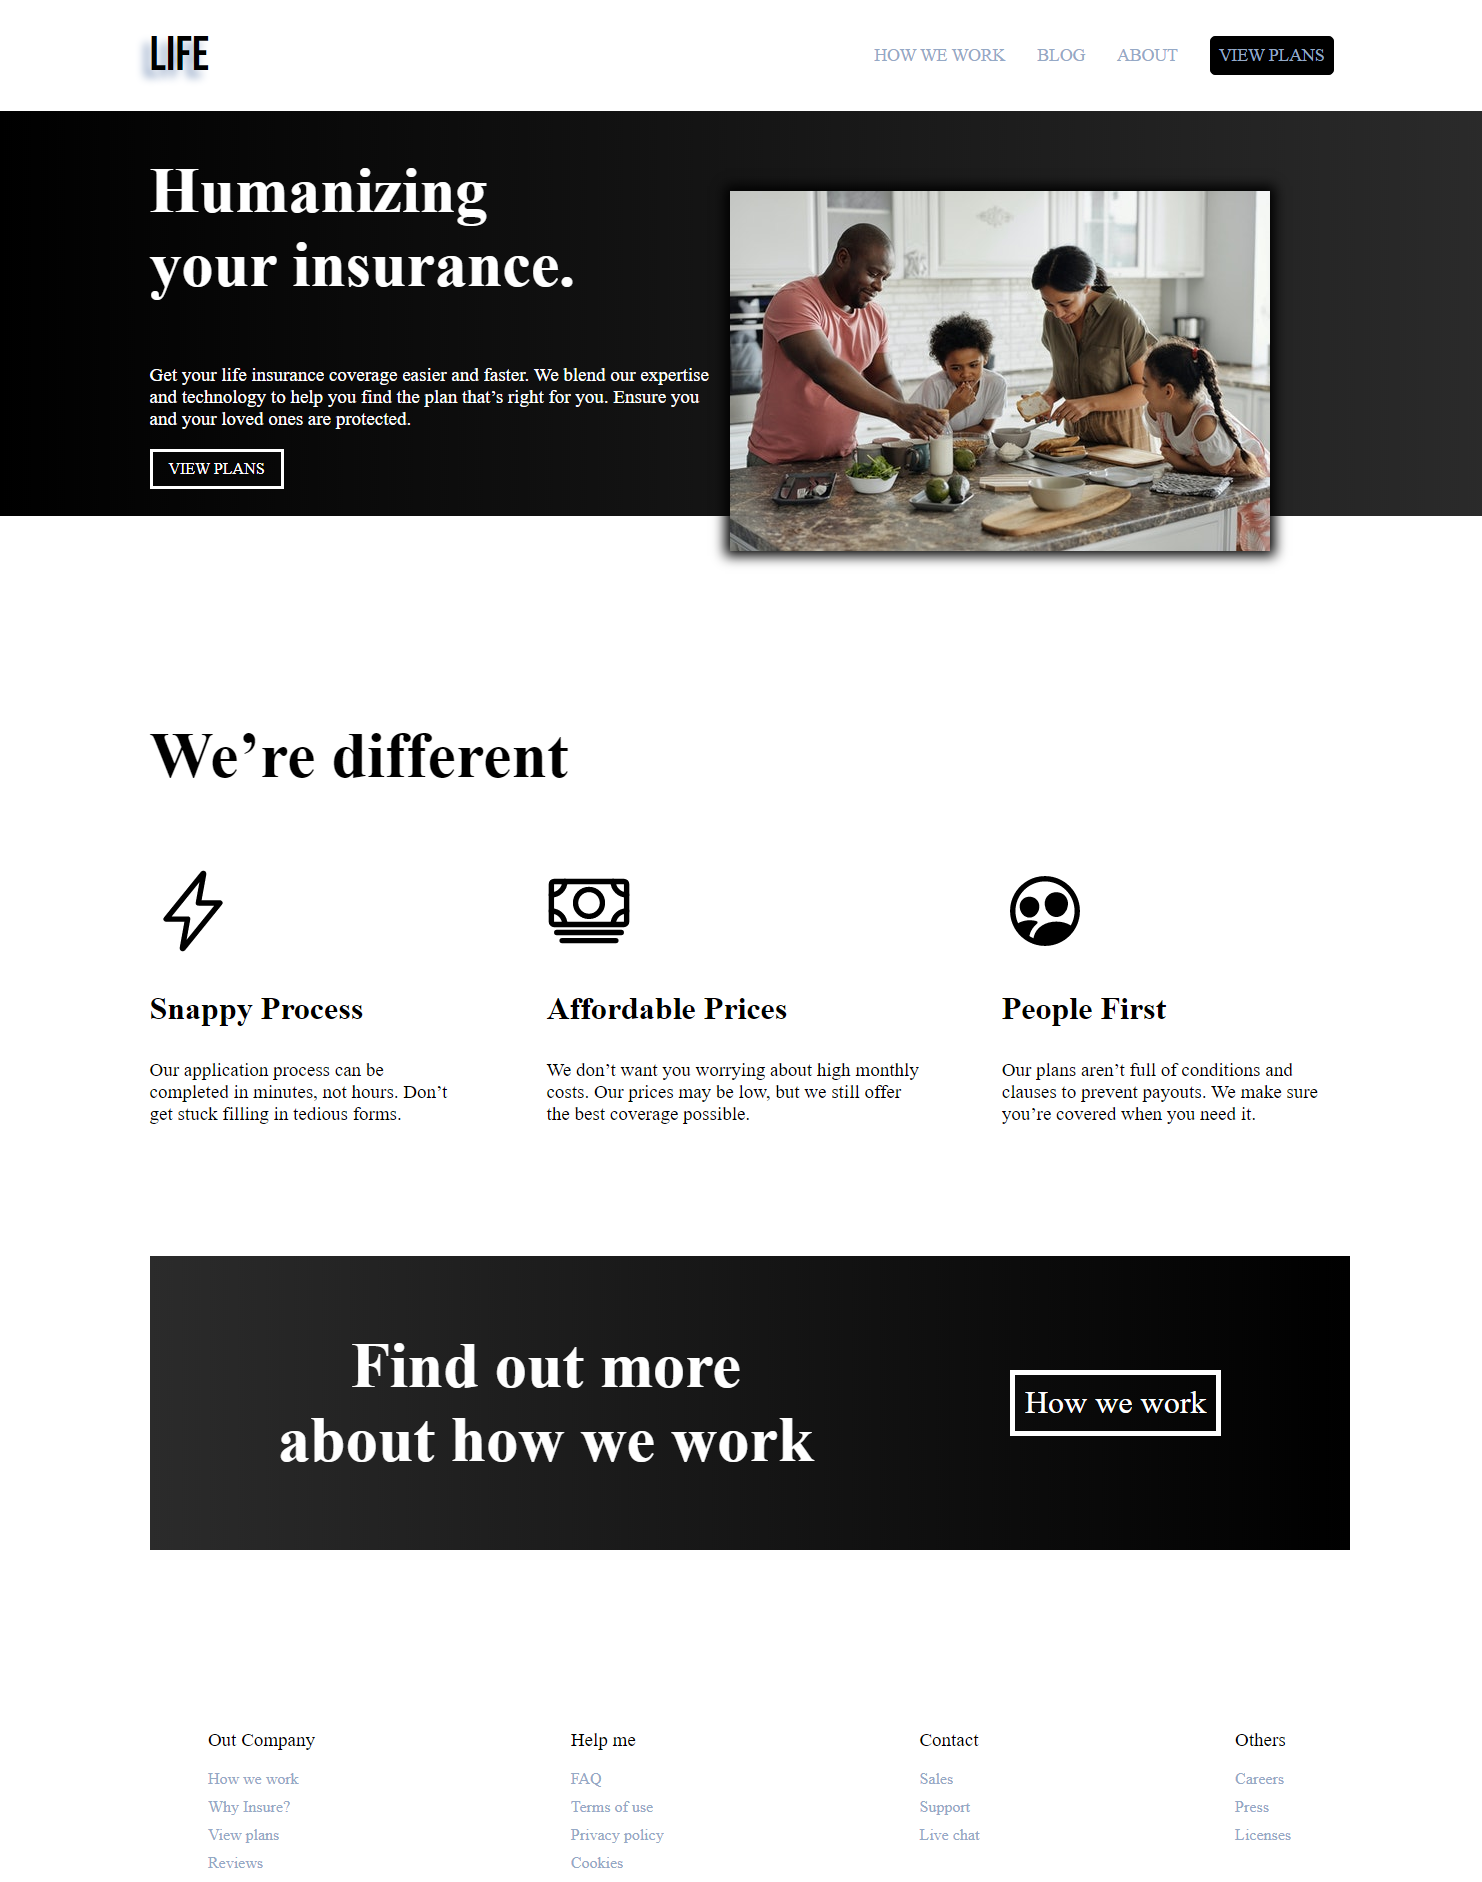 LIFE
HOW WE WORK BLOG ABOUT VIEW PLANS
Humanizing
your insurance.
Get your life insurance coverage easier and faster. We blend our expertise
and technology to help you find the plan that’s right for you. Ensure you
and your loved ones are protected.
VIEW PLANS
We’re different
Snappy Process
Our application process can be
completed in minutes, not hours. Don’t
get stuck filling in tedious forms.
Affordable Prices
We don’t want you worrying about high monthly
costs. Our prices may be low, but we still offer
the best coverage possible.
People First
Our plans aren’t full of conditions and
clauses to prevent payouts. We make sure
you’re covered when you need it.
Find out more
about how we work
How we work
Out Company
How we work
Why Insure?
View plans
Reviews
Help me
FAQ
Terms of use
Privacy policy
Cookies
Contact
Sales
Support
Live chat
Others
Careers
Press
Licenses